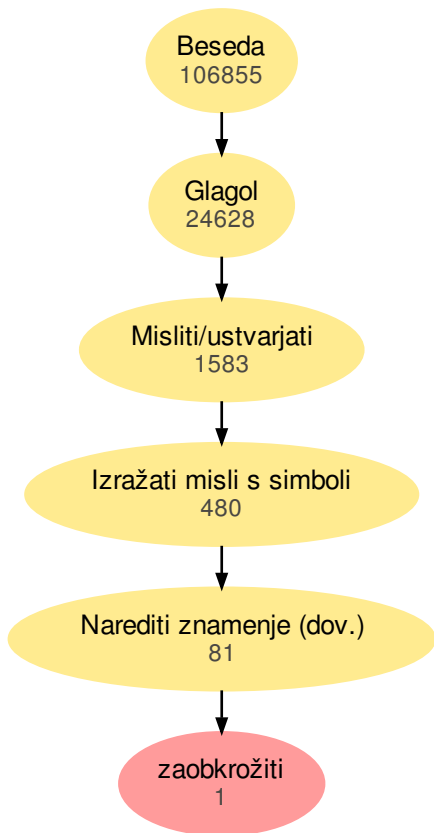 Beseda
106855
Glagol
24628
Misliti/ustvarjati
1583
Izražati misli s simboli
480
Narediti znamenje (dov.)
81
zaobkrožiti
1